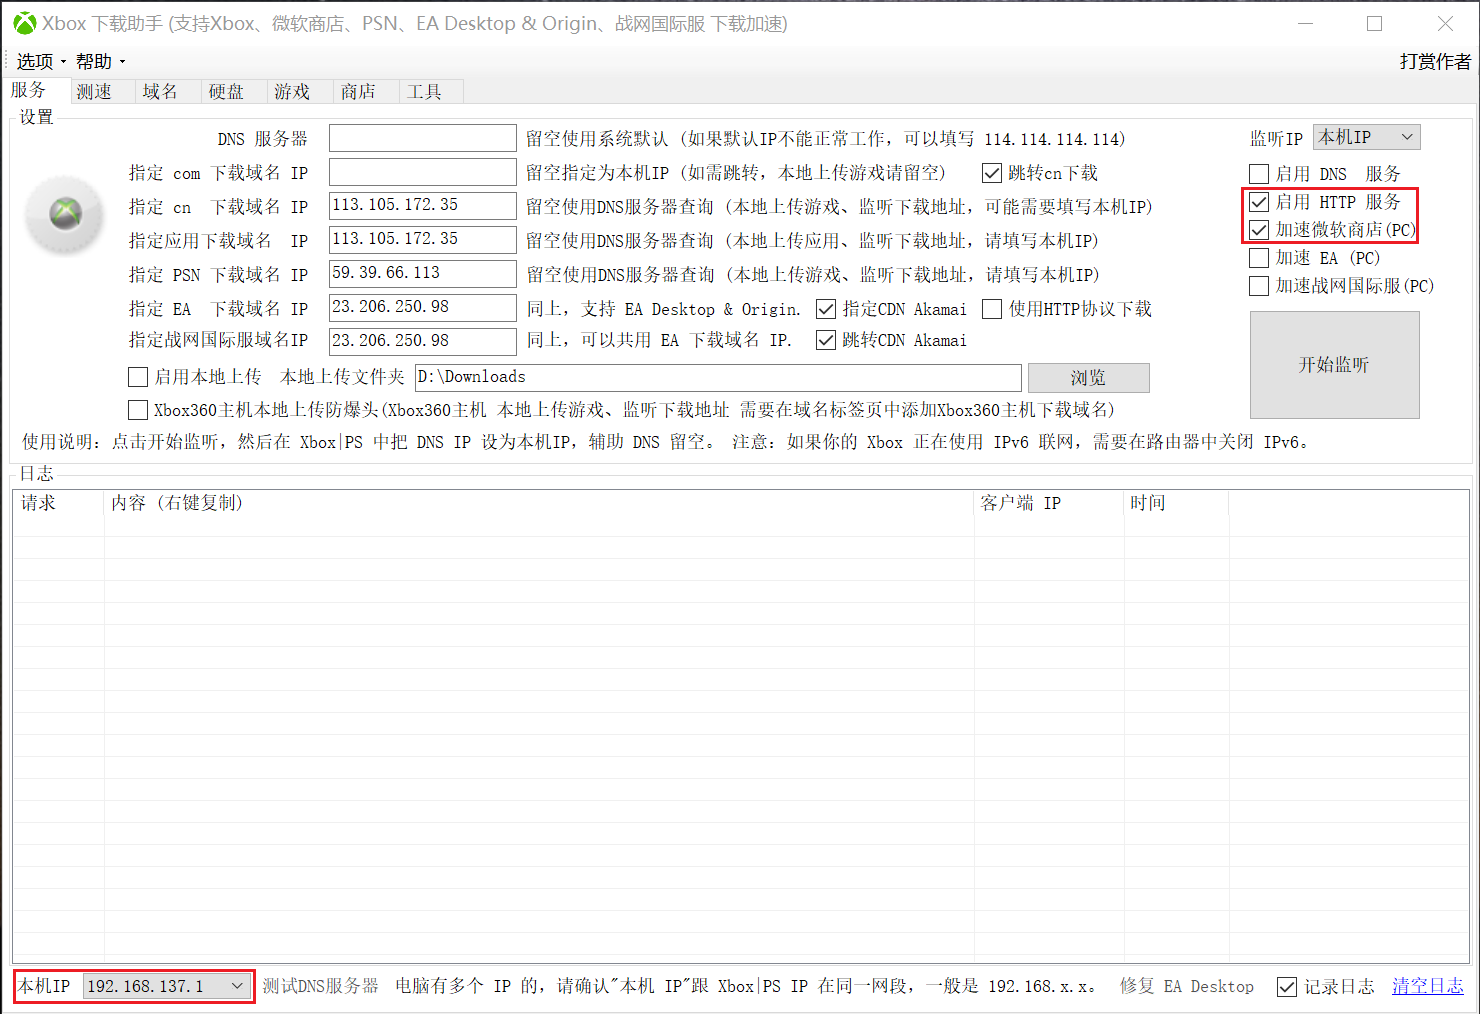 Xbox 下载助手 (支持Xbox、微软商店、PSN、EA Desktop & Origin、战网国际服 下载加速)
选项 帮助 打赏作者
服务 测速 域名 硬盘 游戏 商店 工具
设置
DNS 服务器 留空使用系统默认 (如果默认IP不能正常工作，可以填写 114.114.114.114) 监听IP 本机IP
指定 com 下载域名 IP 留空指定为本机IP (如需跳转，本地上传游戏请留空) 跳转cn下载 启用 DNS 服务
指定 cn 下载域名 IP 113.105.172.35 留空使用DNS服务器查询 (本地上传游戏、监听下载地址，可能需要填写本机IP) 启用 HTTP 服务
指定应用下载域名 IP 113.105.172.35 留空使用DNS服务器查询 (本地上传应用、监听下载地址，请填写本机IP) 加速微软商店(PC)
指定 PSN 下载域名 IP 59.39.66.113 留空使用DNS服务器查询 (本地上传游戏、监听下载地址，请填写本机IP) 加速 EA (PC)
指定 EA 下载域名 IP 23.206.250.98 同上，支持 EA Desktop & Origin. 指定CDN Akamai 使用HTTP协议下载 加速战网国际服(PC)
指定战网国际服域名IP 23.206.250.98 同上，可以共用 EA 下载域名 IP. 跳转CDN Akamai
启用本地上传 本地上传文件夹 D:\Downloads 浏览 开始监听
Xbox360主机本地上传防爆头(Xbox360主机 本地上传游戏、监听下载地址 需要在域名标签页中添加Xbox360主机下载域名)
使用说明：点击开始监听，然后在 Xbox|PS 中把 DNS IP 设为本机IP，辅助 DNS 留空。 注意：如果你的 Xbox 正在使用 IPv6 联网，需要在路由器中关闭 IPv6。
日志
请求 内容 (右键复制) 客户端 IP 时间
本机IP 192.168.137.1 测试DNS服务器 电脑有多个 IP 的，请确认"本机 IP"跟 Xbox|PS IP 在同一网段，一般是 192.168.x.x。 修复 EA Desktop 记录日志 清空日志